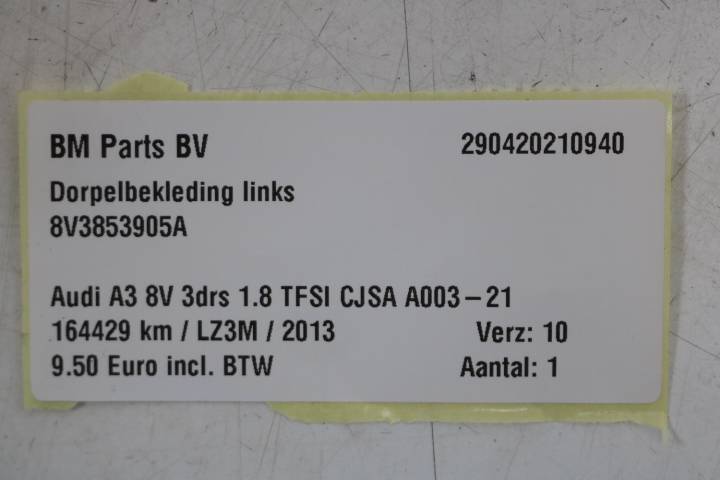 BM Parts BV 290420210940
Dorpelbekleding links
8V3853905A
Audi A3 8V 3drs 1.8 TFSI CJSA A003-21
164429 km / LZ3M / 2013 Verz: 10
9.50 Euro incl. BTW Aantal: 1